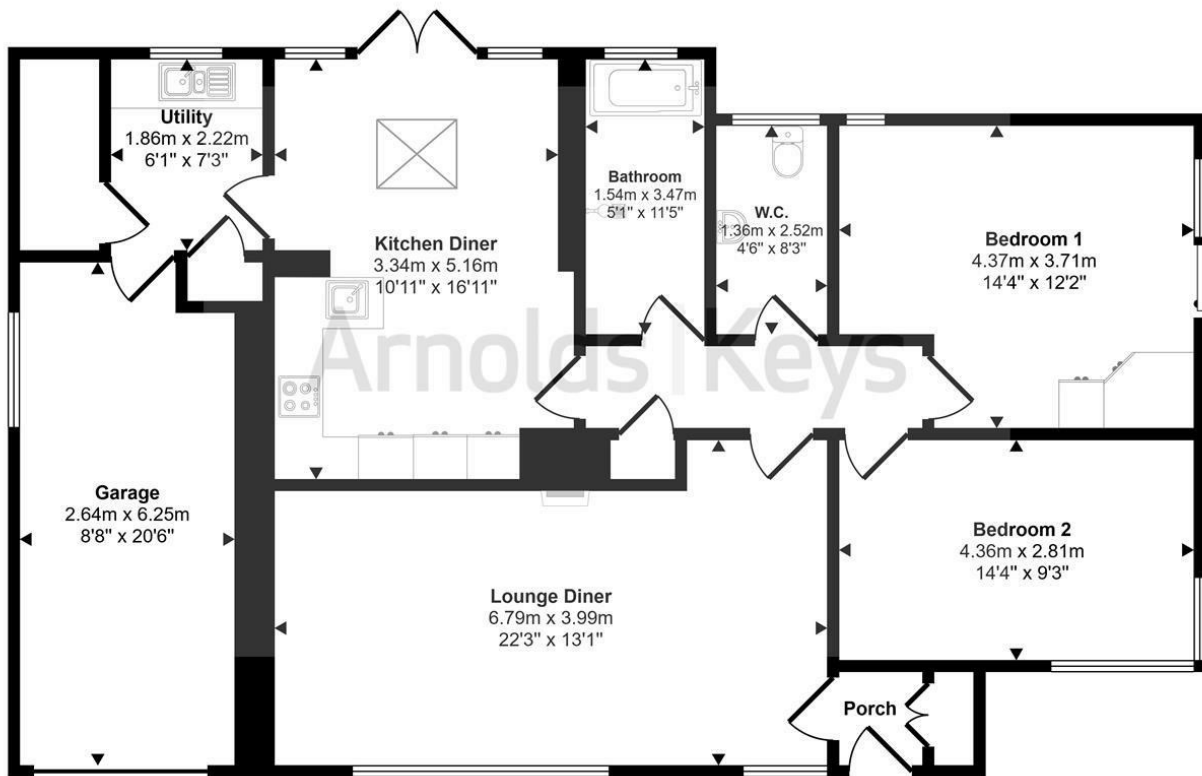 Utility
1.86m x 2.22m
6'1" x 7'3"
Kitchen Diner
3.34m x 5.16m
10'11" x 16'11"
Bathroom
1.54m x 3.47m
5'1" x 11'5"
W.C.
1.36m x 2.52m
4'6" x 8'3"
Bedroom 1
4.37m x 3.71m
14'4" x 12'2"
Arnolds | Keys
Garage
2.64m x 6.25m
8'8" x 20'6"
Lounge Diner
6.79m x 3.99m
22'3" x 13'1"
Bedroom 2
4.36m x 2.81m
14'4" x 9'3"
Porch